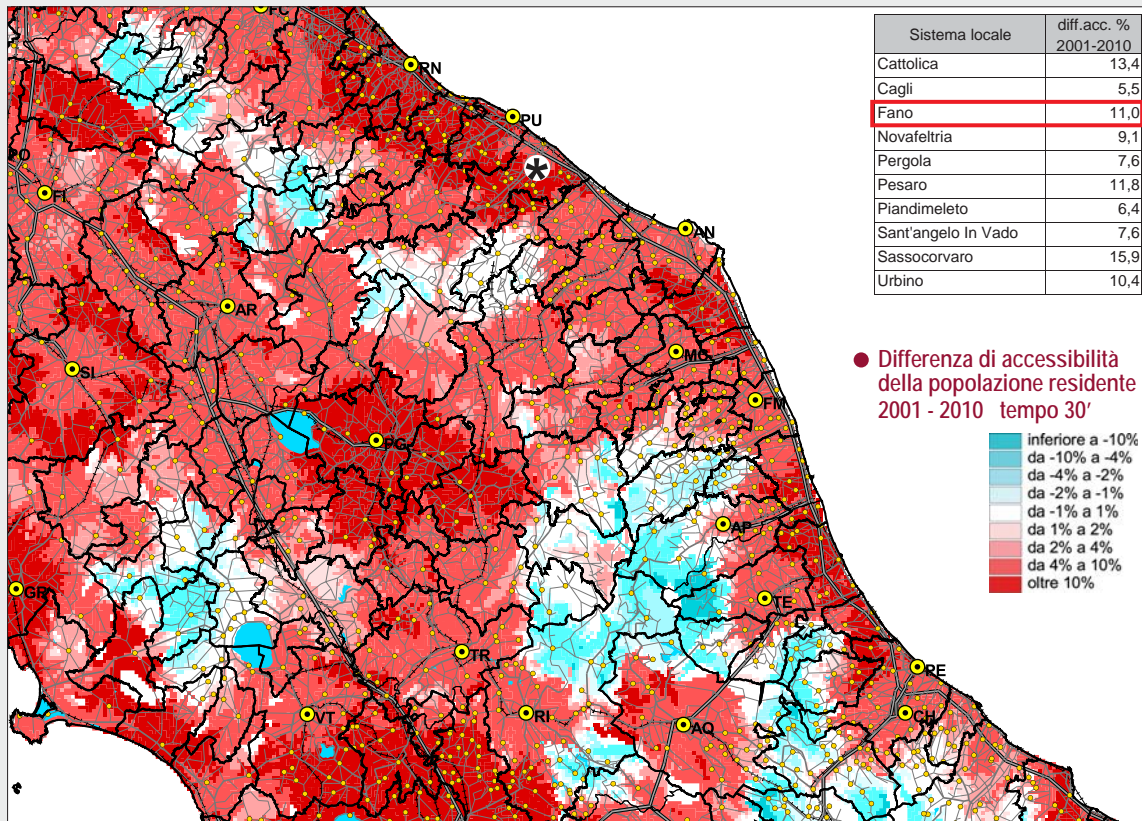 FC
RN
PU
*
PO
FI
AN
AR
MC
SI
FM
PG
AP
GR
TE
TR
PE
VT
RI
AQ
CH
Sistema locale diff.acc. % 2001-2010
Cattolica 13,4
Cagli 5,5
Fano 11,0
Novafeltria 9,1
Pergola 7,6
Pesaro 11,8
Piandimeleto 6,4
Sant'angelo In Vado 7,6
Sassocorvaro 15,9
Urbino 10,4
● Differenza di accessibilità
della popolazione residente
2001 - 2010 tempo 30'
inferiore a -10%
da -10% a -4%
da -4% a -2%
da -2% a -1%
da -1% a 1%
da 1% a 2%
da 2% a 4%
da 4% a 10%
oltre 10%